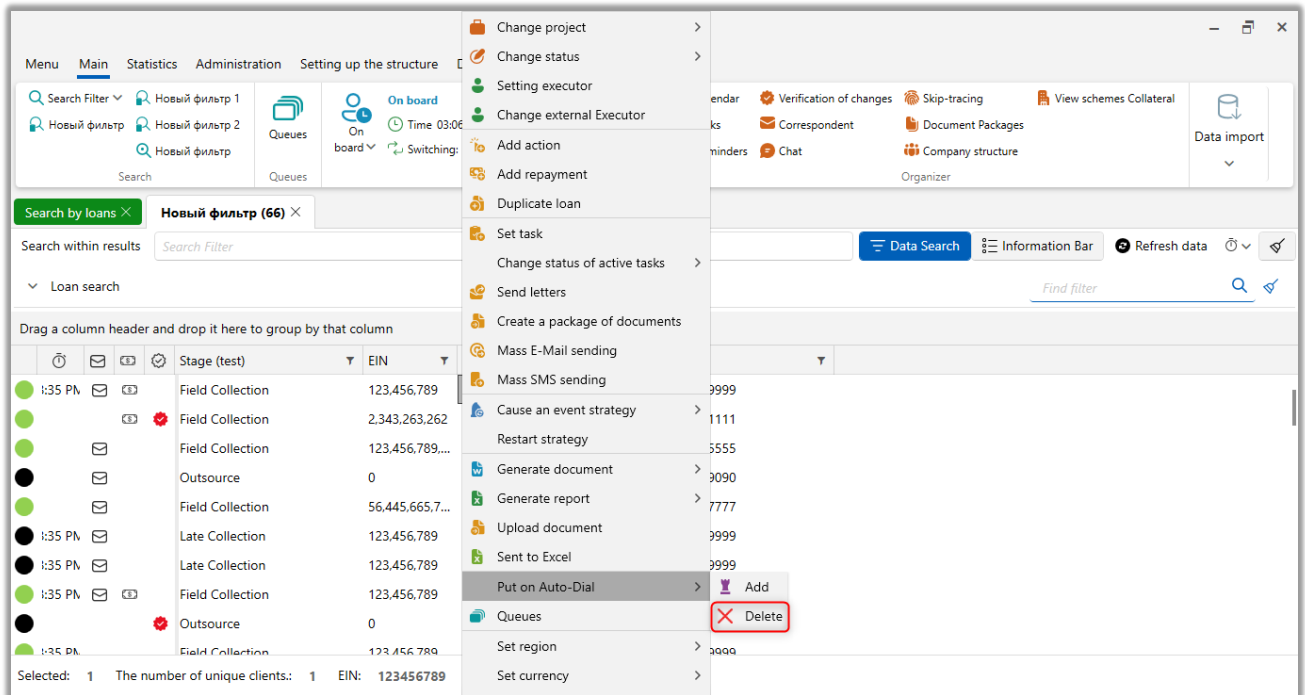 Menu Main Statistics Administration Setting up the structure
Search Filter Новый фильтр 1
Новый фильтр Новый фильтр 2
Новый фильтр
Search
Queues
Queues
On board
On board
Time 03:06
Switching:
Verification of changes Skip-tracing View schemes Collateral
Correspondent Document Packages
Chat Company structure
Organizer
Data import
Search by loans Новый фильтр (66)
Search within results Search Filter Data Search Information Bar Refresh data
Loan search Find filter
Drag a column header and drop it here to group by that column
Stage (test) EIN
:35 PM Field Collection 123,456,789 9999
Field Collection 2,343,263,262 1111
Field Collection 123,456,789,... 5555
Outsource 0 9090
Field Collection 56,445,665,7... 7777
:35 PM Late Collection 123,456,789 9999
:35 PM Late Collection 123,456,789 9999
:35 PM Field Collection 123,456,789
Outsource 0
:35 PM Field Collection 123,456,789 9999
Selected: 1 The number of unique clients.: 1 EIN: 123456789
Change project
Change status
Setting executor
Change external Executor
Add action
Add repayment
Duplicate loan
Set task
Change status of active tasks
Send letters
Create a package of documents
Mass E-Mail sending
Mass SMS sending
Cause an event strategy
Restart strategy
Generate document
Generate report
Upload document
Sent to Excel
Put on Auto-Dial
Queues
Set region
Set currency
Add
Delete